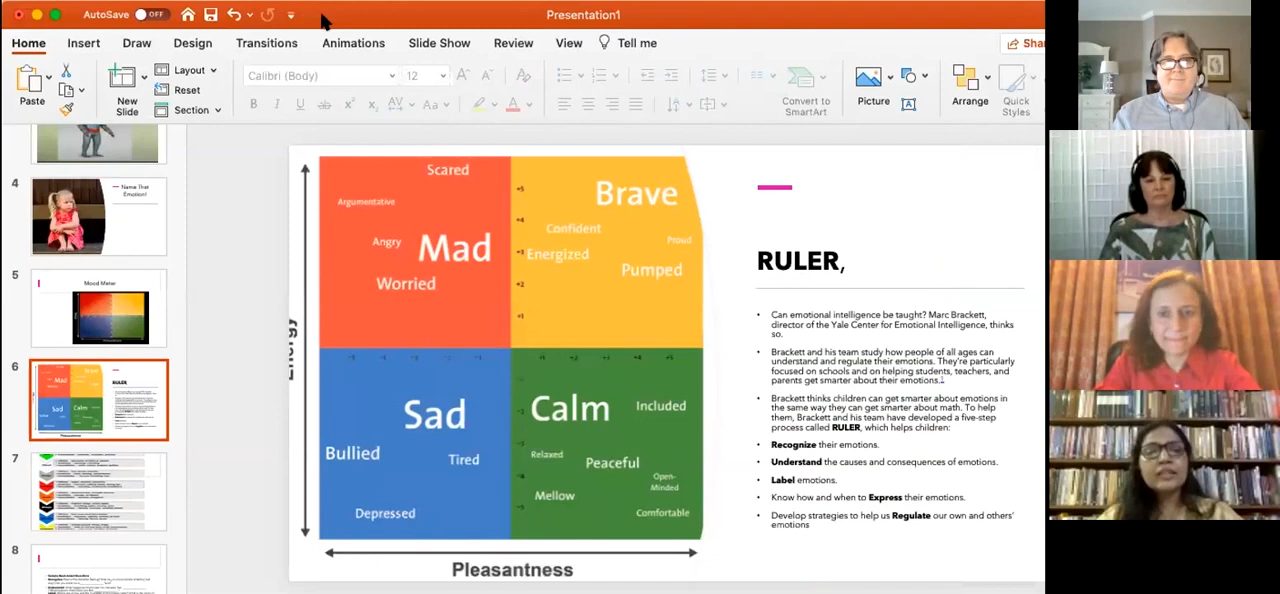 AutoSave OFF
Presentation1
Home Insert Draw Design Transitions Animations Slide Show Review View Tell me
Paste
New Slide
Layout
Reset
Section
Calibri (Body) 12
Convert to SmartArt
Picture
Arrange
Quick Styles
4
Name That Emotion!
5
Mood Meter
6
7
8
Energy
Scared
Argumentative
Angry
Mad
Worried
Brave
Confident
Proud
Energized
Pumped
+5
+4
+3
+2
+1
Sad
Bullied
Tired
Depressed
Calm
Included
Relaxed
Peaceful
Open-
Minded
Mellow
Comfortable
Pleasantness
RULER,
• Can emotional intelligence be taught? Marc Brackett,
director of the Yale Center for Emotional Intelligence, thinks
so.
• Brackett and his team study how people of all ages can
understand and regulate their emotions. They're particularly
focused on schools and on helping students, teachers, and
parents get smarter about their emotions.
• Brackett thinks children can get smarter about emotions in
the same way they can get smarter about math. To help
them, Brackett and his team have developed a five-step
process called RULER, which helps children:
• Recognize their emotions.
• Understand the causes and consequences of emotions.
• Label emotions.
• Know how and when to Express their emotions.
• Develop strategies to help us Regulate our own and others'
emotions